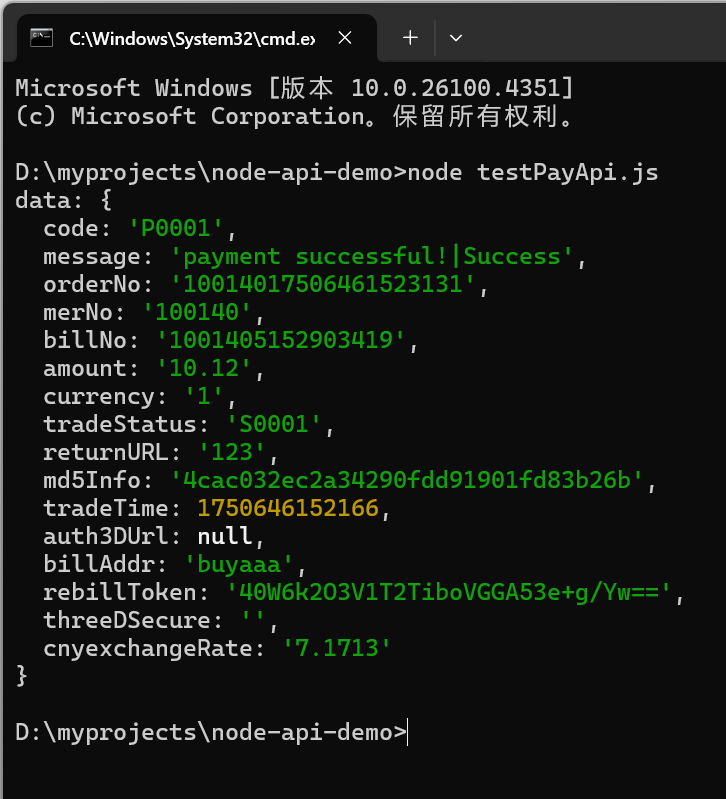 C:\Windows\System32\cmd.ex
Microsoft Windows [版本 10.0.26100.4351]
(c) Microsoft Corporation。保留所有权利。
D:\myprojects\node-api-demo>node testPayApi.js
data: {
  code: 'P0001',
  message: 'payment successful!|Success',
  orderNo: '10014017506461523131',
  merNo: '100140',
  billNo: '1001405152903419',
  amount: '10.12',
  currency: '1',
  tradeStatus: 'S0001',
  returnURL: '123',
  md5Info: '4cac032ec2a34290fdd91901fd83b26b',
  tradeTime: 1750646152166,
  auth3DUrl: null,
  billAddr: 'buyaaa',
  rebillToken: '40W6k2O3V1T2TiboVGGA53e+g/Yw==',
  threeDSecure: '',
  cnyexchangeRate: '7.1713'
}
D:\myprojects\node-api-demo>